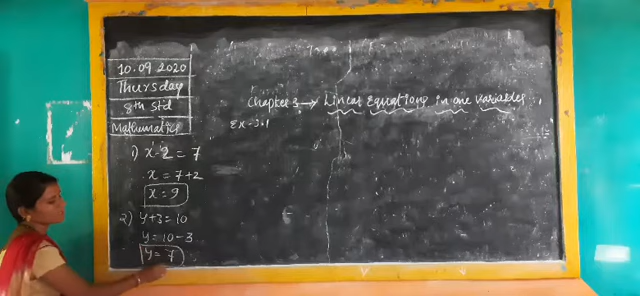 10.09.2020
Thursday
8th std
Mathematics
Chapter 3 → Linear Equations in one variables
Ex-3.1
1) x-2 = 7
x = 7+2
x = 9
2) y+3 = 10
y = 10-3
y = 7